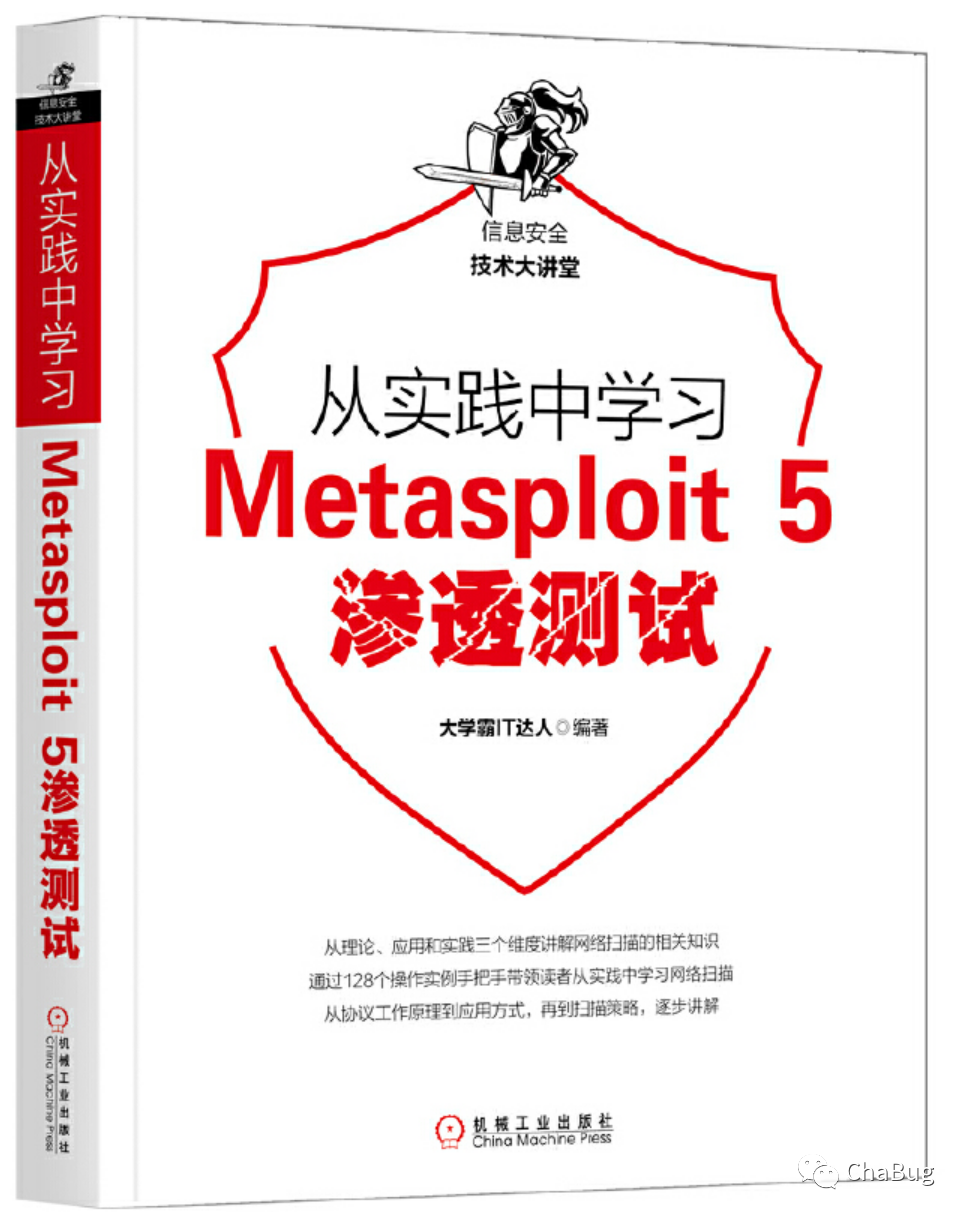 信息安全
技术大讲堂
从实践中学习
Metasploit 5渗透测试
机械工业出版社
China Machine Press
信息安全
技术大讲堂
从实践中学习
Metasploit 5
渗透测试
大学霸IT达人◎编著
从理论、应用和实践三个维度讲解网络扫描的相关知识
通过128个操作实例手把手带领读者从实践中学习网络扫描
从协议工作原理到应用方式，再到扫描策略，逐步讲解
机械工业出版社
China Machine Press
ChaBug